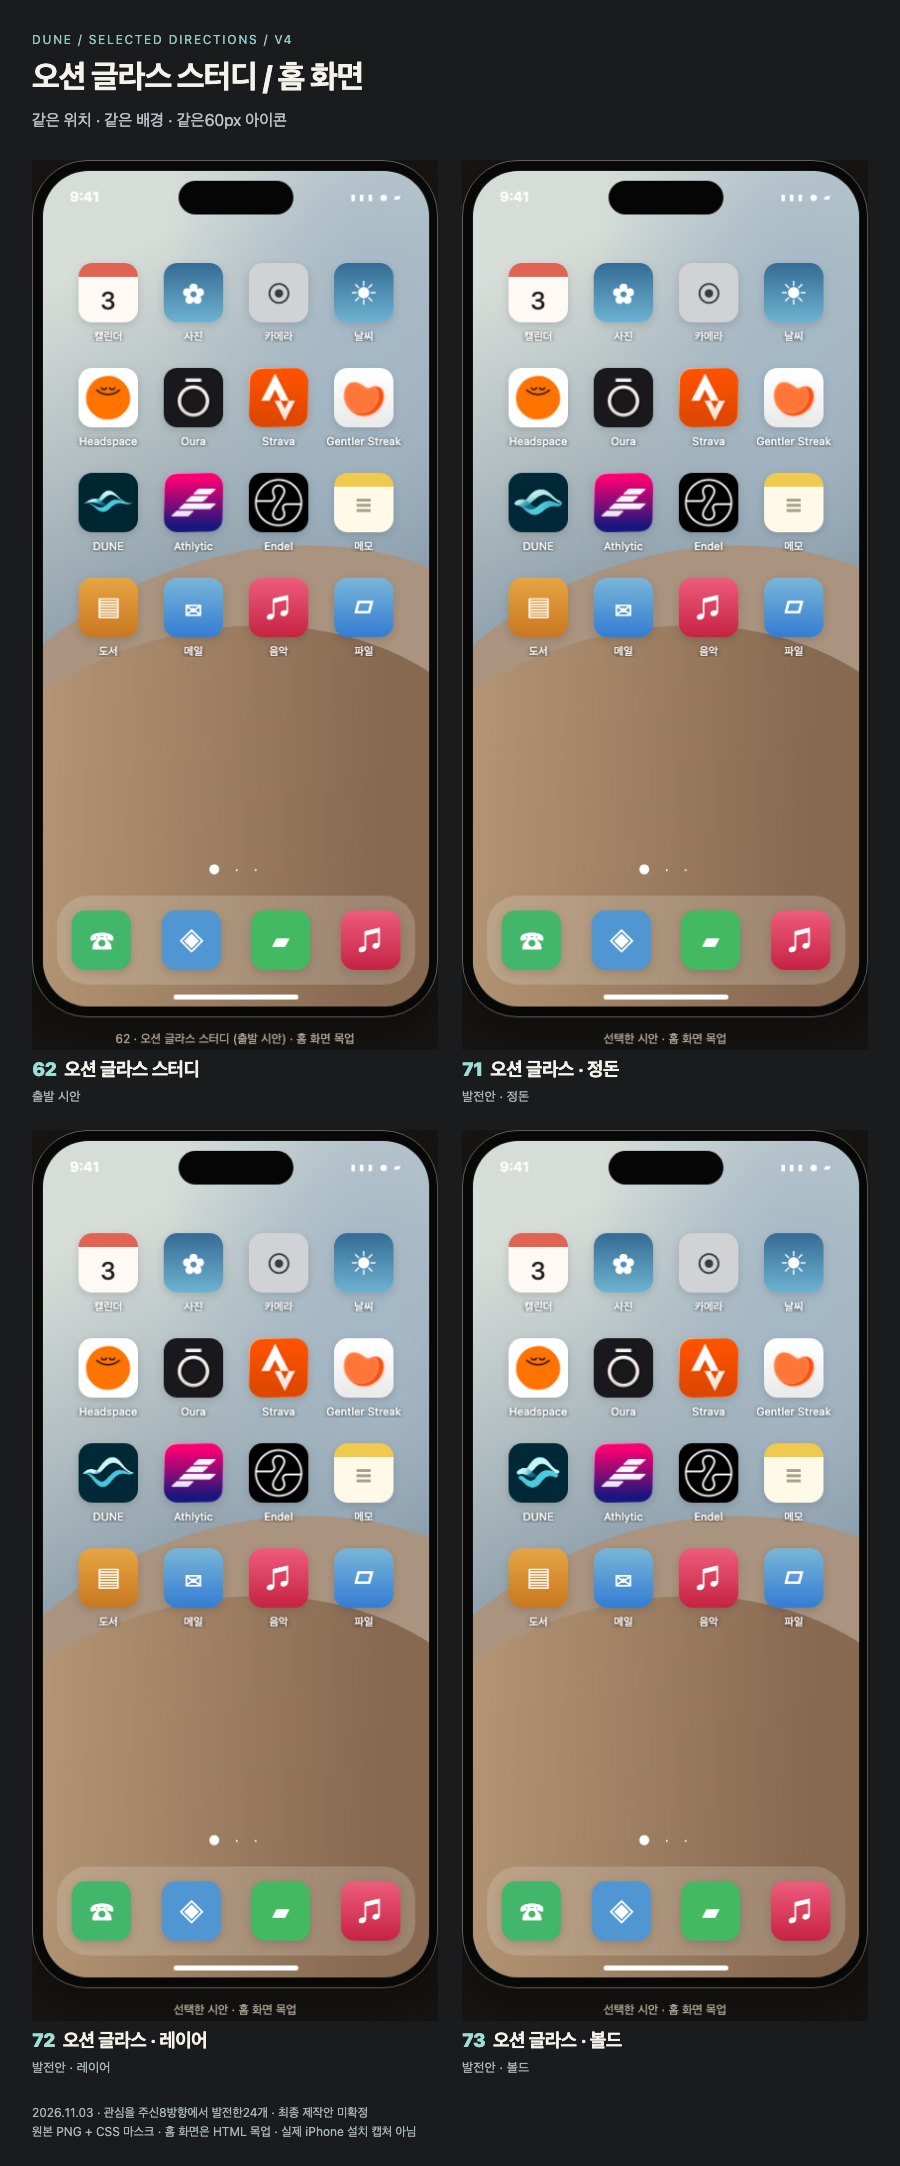 DUNE / SELECTED DIRECTIONS / V4
오션 글라스 스터디 / 홈 화면
같은 위치 · 같은 배경 · 같은60px 아이콘
9:41
3
캘린더 사진 카메라 날씨
Headspace Oura Strava Gentler Streak
DUNE Athlytic Endel 메모
도서 메일 음악 파일
62 · 오션 글라스 스터디 (출발 시안) · 홈 화면 목업
62 오션 글라스 스터디
출발 시안
9:41
3
캘린더 사진 카메라 날씨
Headspace Oura Strava Gentler Streak
DUNE Athlytic Endel 메모
도서 메일 음악 파일
선택한 시안 · 홈 화면 목업
71 오션 글라스 · 정돈
발전안 · 정돈
9:41
3
캘린더 사진 카메라 날씨
Headspace Oura Strava Gentler Streak
DUNE Athlytic Endel 메모
도서 메일 음악 파일
선택한 시안 · 홈 화면 목업
72 오션 글라스 · 레이어
발전안 · 레이어
9:41
3
캘린더 사진 카메라 날씨
Headspace Oura Strava Gentler Streak
DUNE Athlytic Endel 메모
도서 메일 음악 파일
선택한 시안 · 홈 화면 목업
73 오션 글라스 · 볼드
발전안 · 볼드
2026.11.03 · 관심을 주신8방향에서 발전한24개 · 최종 제작안 미확정
원본 PNG + CSS 마스크 · 홈 화면은 HTML 목업 · 실제 iPhone 설치 캡처 아님